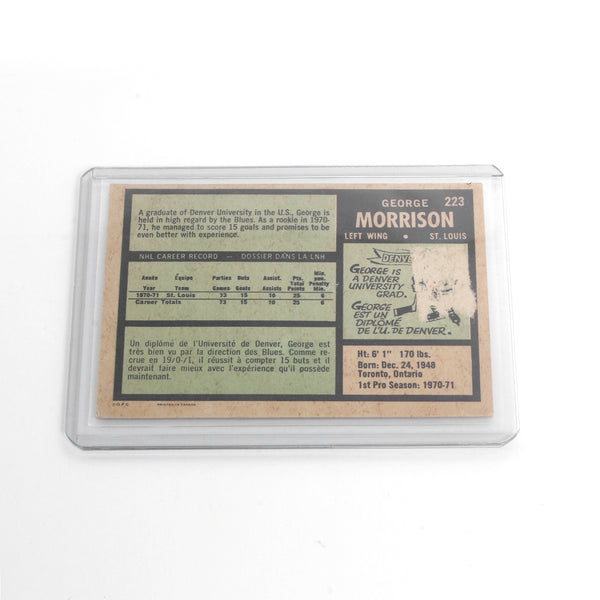 GEORGE 223
MORRISON
LEFT WING • ST. LOUIS
A graduate of Denver University in the U.S., George is
held in high regard by the Blues. As a rookie in 1970-
71, he managed to score 15 goals and promises to be
even better with experience.
NHL CAREER RECORD — DOSSIER DANS LA LNH
Année Équipe Parties Buts Assist. Pts. Min. pun.
Year Team Games Goals Assists Total Points Penalty Min.
1970-71 St. Louis 73 15 10 25 6
Career Totals 73 15 10 25 6
Un diplômé de l'Université de Denver, George est
très bien vu par la direction des Blues. Comme re-
crue en 1970-71, il réussit à compter 15 buts et il
devrait faire mieux avec l'expérience qu'il possède
maintenant.
DENVER
GEORGE IS
A DENVER
UNIVERSITY
GRAD.
GEORGE
EST UN
DIPLOMÉ
DE L'U. DE DENVER.
Ht: 6' 1" 170 lbs.
Born: Dec. 24, 1948
Toronto, Ontario
1st Pro Season: 1970-71
O.P.C. PRINTED IN CANADA